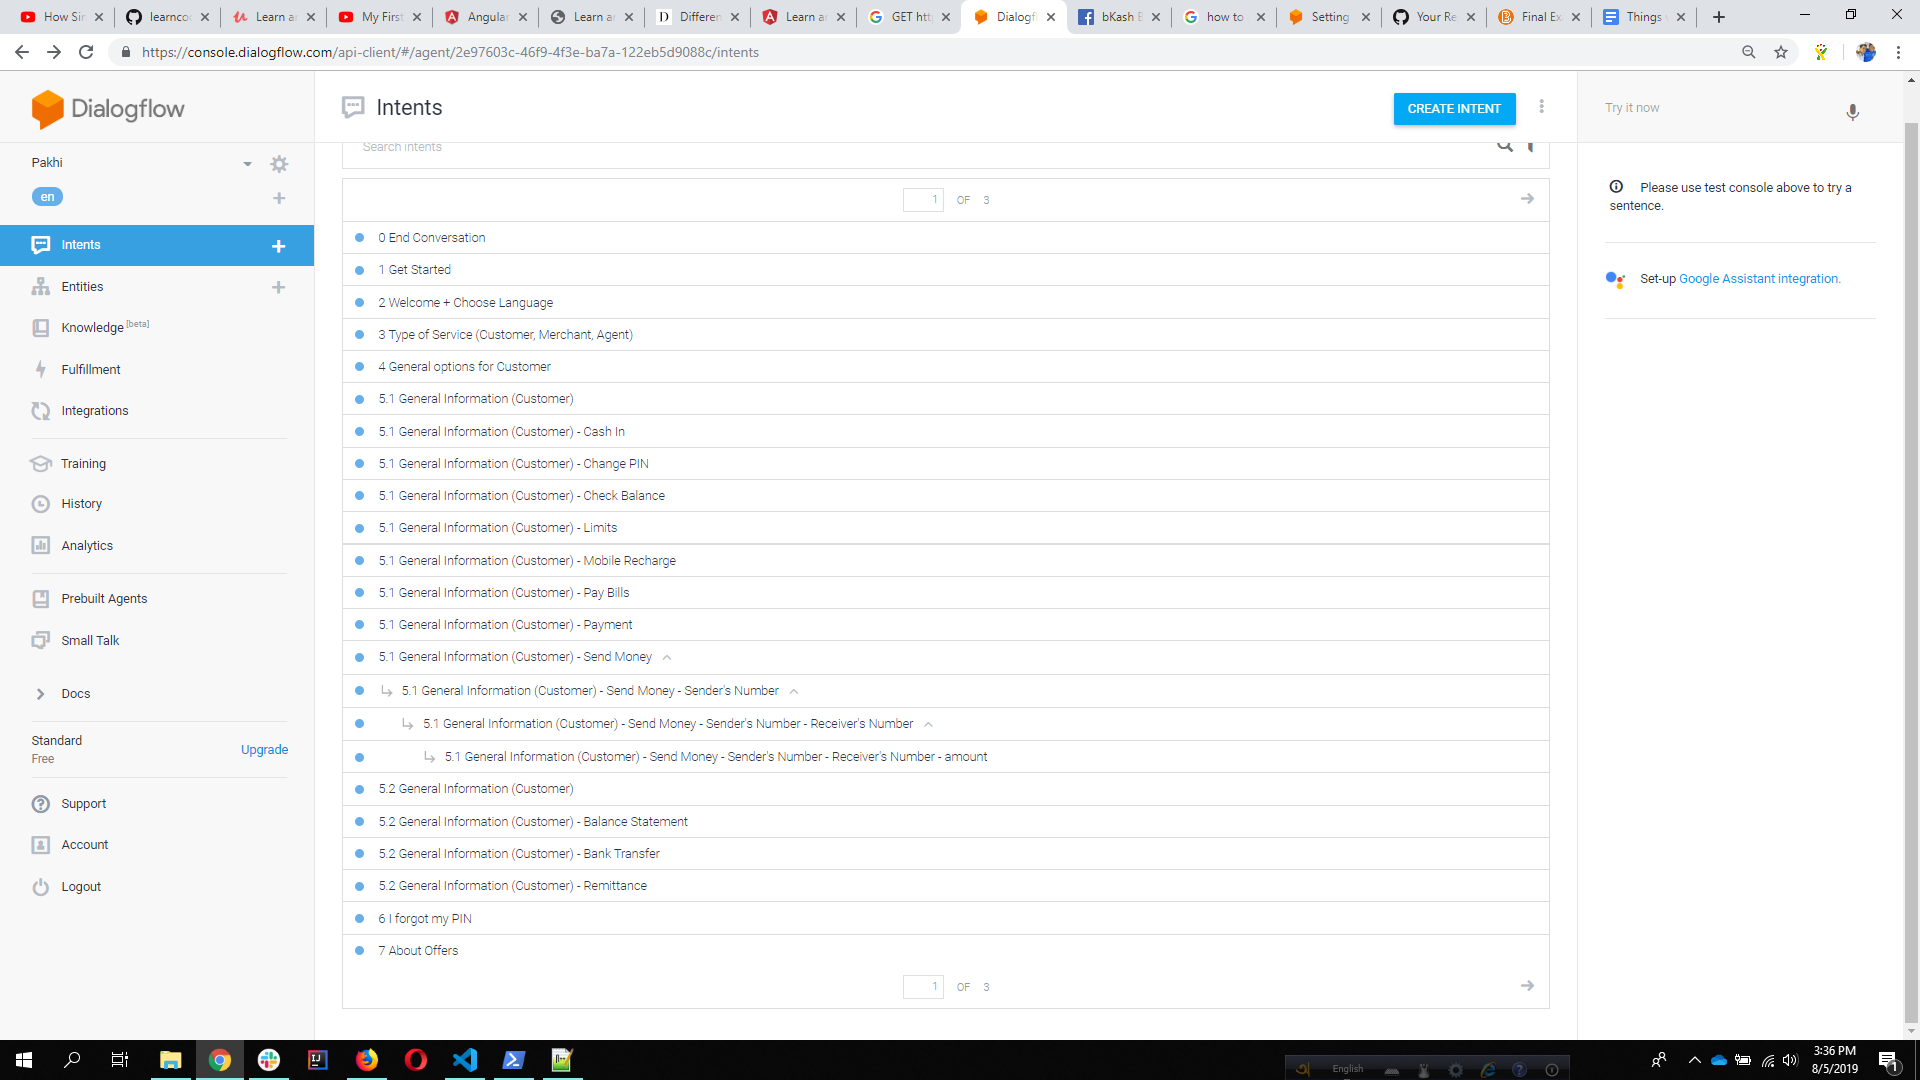 How Sir
learncoc
Learn ar
My First
Angular
Learn ar
Differen
Learn ar
GET htt
Dialogfl
bKash B
how to
Setting
Your Re
Final Ex
Things
https://console.dialogflow.com/api-client/#/agent/2e97603c-46f9-4f3e-ba7a-122eb5d9088c/intents
Dialogflow
Intents
CREATE INTENT
Try it now
Pakhi
en
Intents
Entities
Knowledge [beta]
Fulfillment
Integrations
Training
History
Analytics
Prebuilt Agents
Small Talk
Docs
Standard
Free
Upgrade
Support
Account
Logout
Search intents
1 OF 3
0 End Conversation
1 Get Started
2 Welcome + Choose Language
3 Type of Service (Customer, Merchant, Agent)
4 General options for Customer
5.1 General Information (Customer)
5.1 General Information (Customer) - Cash In
5.1 General Information (Customer) - Change PIN
5.1 General Information (Customer) - Check Balance
5.1 General Information (Customer) - Limits
5.1 General Information (Customer) - Mobile Recharge
5.1 General Information (Customer) - Pay Bills
5.1 General Information (Customer) - Payment
5.1 General Information (Customer) - Send Money
5.1 General Information (Customer) - Send Money - Sender's Number
5.1 General Information (Customer) - Send Money - Sender's Number - Receiver's Number
5.1 General Information (Customer) - Send Money - Sender's Number - Receiver's Number - amount
5.2 General Information (Customer)
5.2 General Information (Customer) - Balance Statement
5.2 General Information (Customer) - Bank Transfer
5.2 General Information (Customer) - Remittance
6 I forgot my PIN
7 About Offers
1 OF 3
Please use test console above to try a
sentence.
Set-up Google Assistant integration.
English
3:36 PM
8/5/2019
1